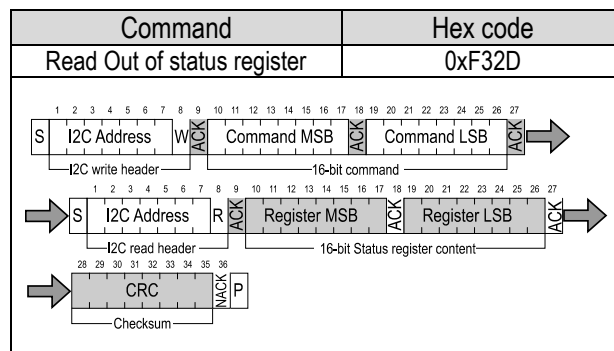 Command Hex code
Read Out of status register 0xF32D
1 2 3 4 5 6 7 8 9 10 11 12 13 14 15 16 17 18 19 20 21 22 23 24 25 26 27
S I2C Address W ACK Command MSB ACK Command LSB ACK
I2C write header 16-bit command
1 2 3 4 5 6 7 8 9 10 11 12 13 14 15 16 17 18 19 20 21 22 23 24 25 26 27
S I2C Address R ACK Register MSB ACK Register LSB ACK
I2C read header 16-bit Status register content
28 29 30 31 32 33 34 35 36
CRC NACK P
Checksum